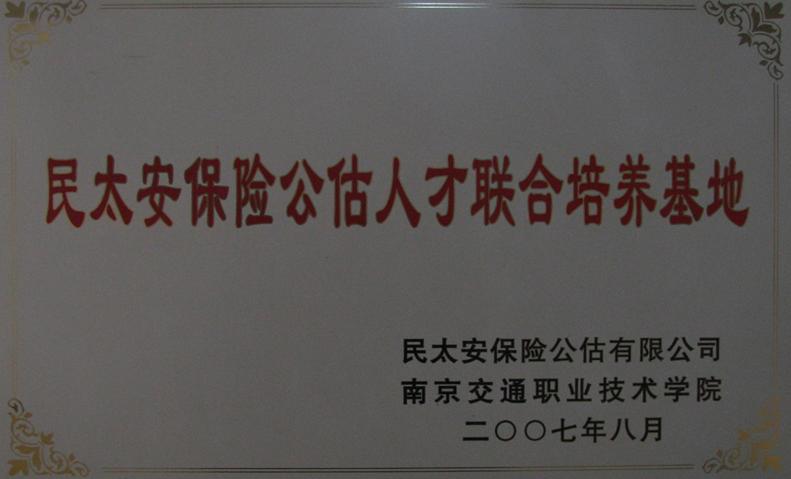 民太安保险公估人才联合培养基地
民太安保险公估有限公司
南京交通职业技术学院
二〇〇七年八月